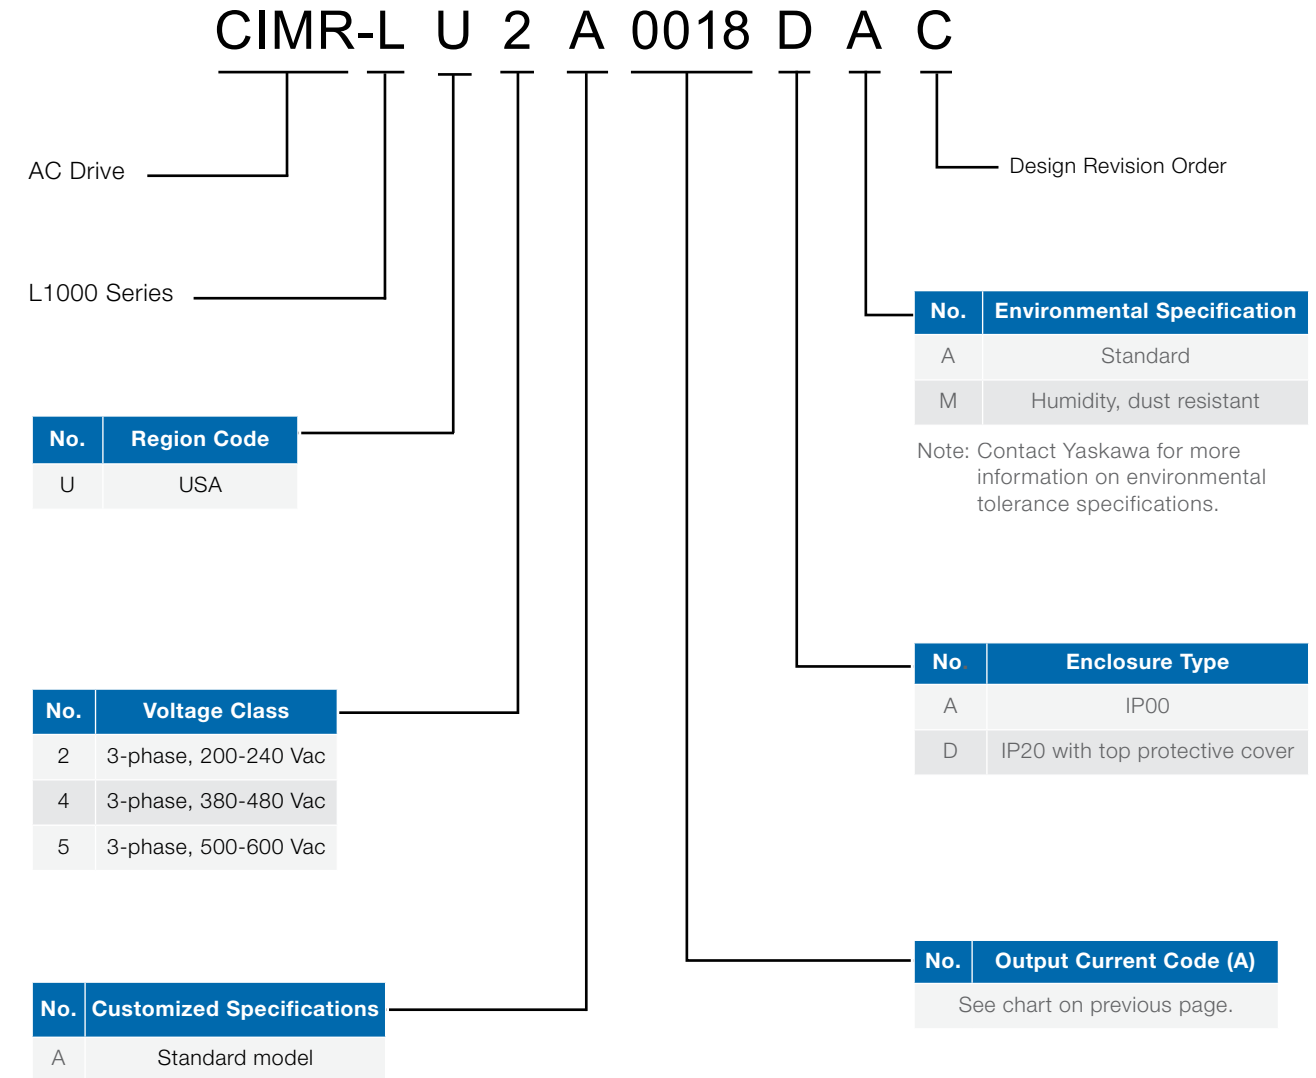 CIMR-L U 2 A 0018 D A C
AC Drive
Design Revision Order
L1000 Series
No. Environmental Specification
A Standard
M Humidity, dust resistant
Note: Contact Yaskawa for more
information on environmental
tolerance specifications.
No. Region Code
U USA
No Enclosure Type
A IP00
D IP20 with top protective cover
No. Voltage Class
2 3-phase, 200-240 Vac
4 3-phase, 380-480 Vac
5 3-phase, 500-600 Vac
No. Output Current Code (A)
See chart on previous page.
No. Customized Specifications
A Standard model